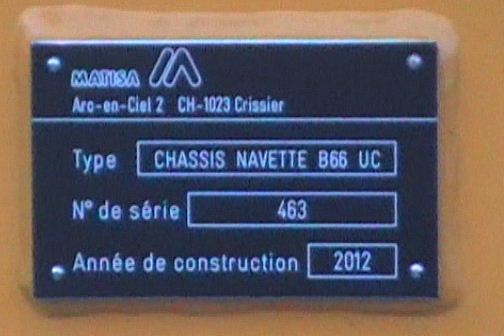 MATISA
Arc-en-Ciel 2 CH-1023 Crissier
Type CHASSIS NAVETTE B66 UC
N° de série 463
Année de construction 2012